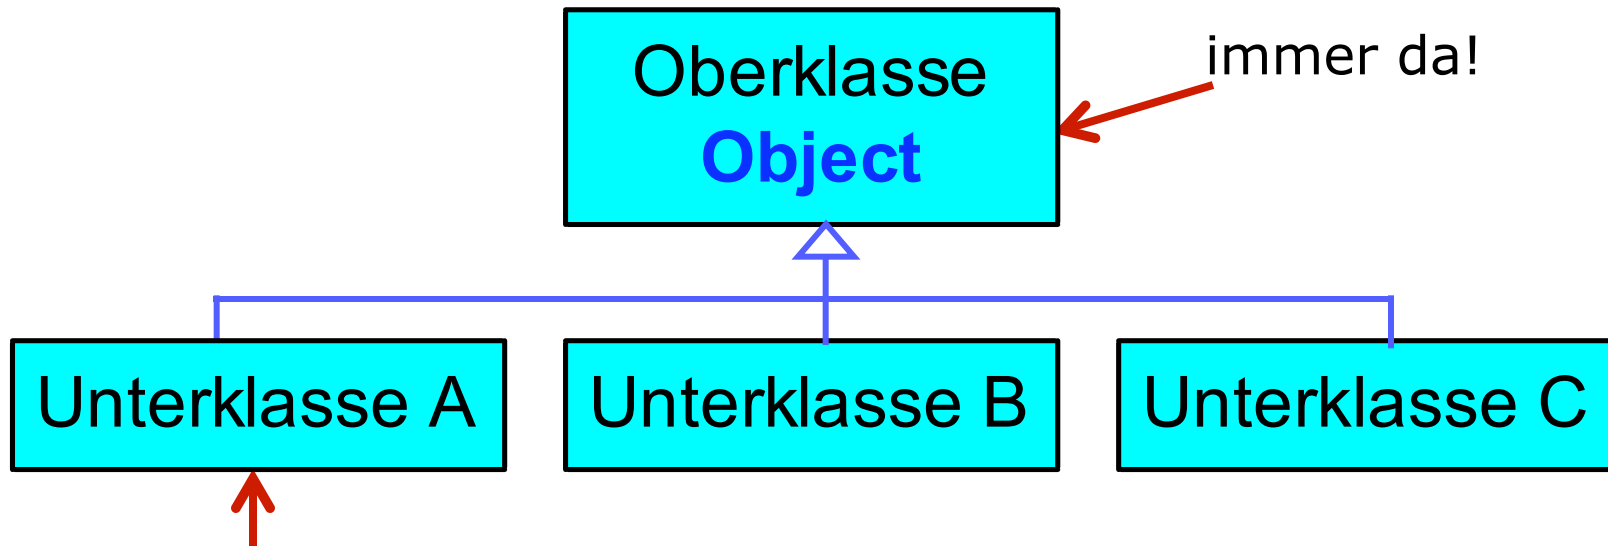 Oberklasse
Object
immer da!
Unterklasse A
Unterklasse B
Unterklasse C